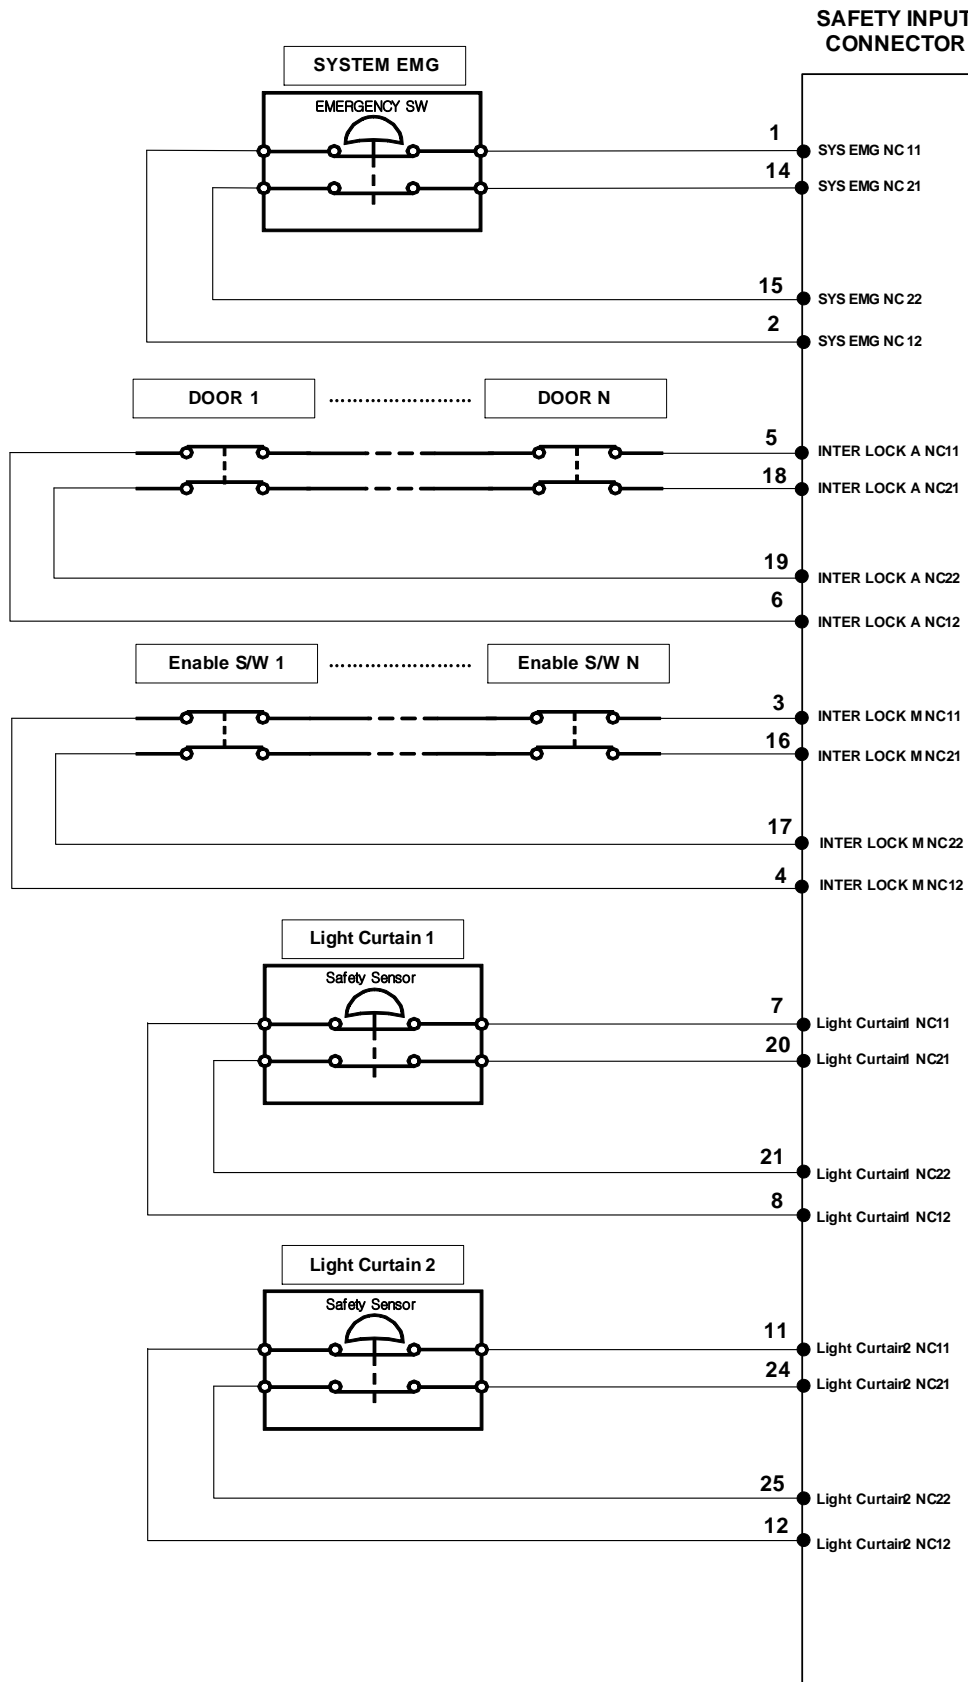 SAFETY INPUT
CONNECTOR
SYSTEM EMG
EMERGENCY SW
1
SYS EMG NC 11
14
SYS EMG NC 21
15
SYS EMG NC 22
2
SYS EMG NC 12
DOOR 1 ........................ DOOR N
5
INTER LOCK A NC11
18
INTER LOCK A NC21
19
INTER LOCK A NC22
6
INTER LOCK A NC12
Enable S/W 1 ........................ Enable S/W N
3
INTER LOCK M NC11
16
INTER LOCK M NC21
17
INTER LOCK M NC22
4
INTER LOCK M NC12
Light Curtain 1
Safety Sensor
7
Light Curtain1 NC11
20
Light Curtain1 NC21
21
Light Curtain1 NC22
8
Light Curtain1 NC12
Light Curtain 2
Safety Sensor
11
Light Curtain2 NC11
24
Light Curtain2 NC21
25
Light Curtain2 NC22
12
Light Curtain2 NC12